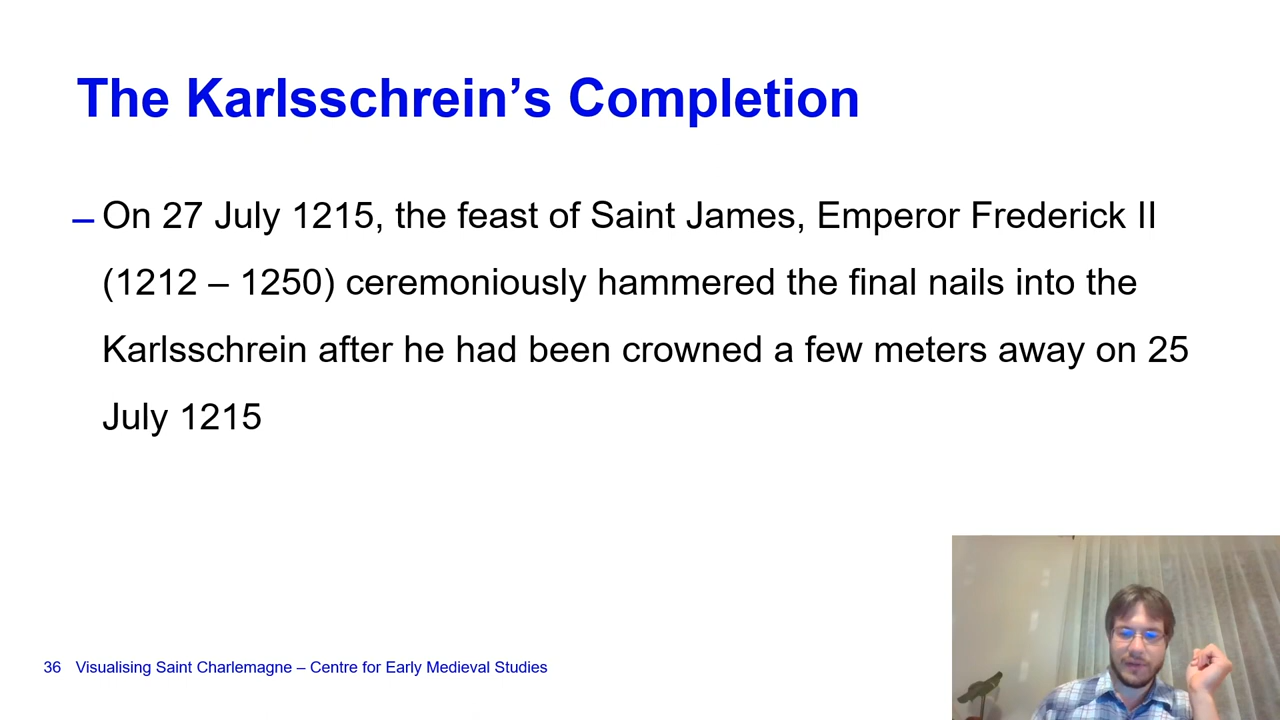 The Karlsschrein’s Completion
– On 27 July 1215, the feast of Saint James, Emperor Frederick II
(1212 – 1250) ceremoniously hammered the final nails into the
Karlsschrein after he had been crowned a few meters away on 25
July 1215
36 Visualising Saint Charlemagne – Centre for Early Medieval Studies